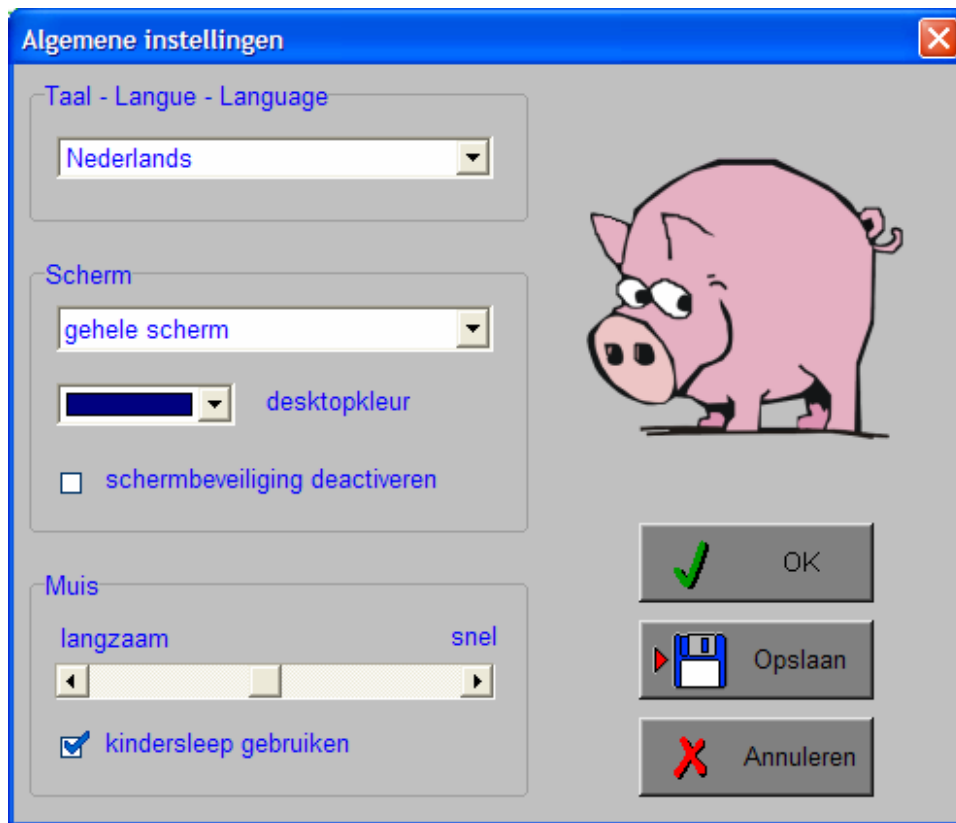 Algemene instellingen
Taal - Langue - Language
Nederlands
Scherm
gehele scherm
desktopkleur
schermbeveiliging deactiveren
Muis
langzaam snel
kindersleep gebruiken
OK
Opslaan
Annuleren